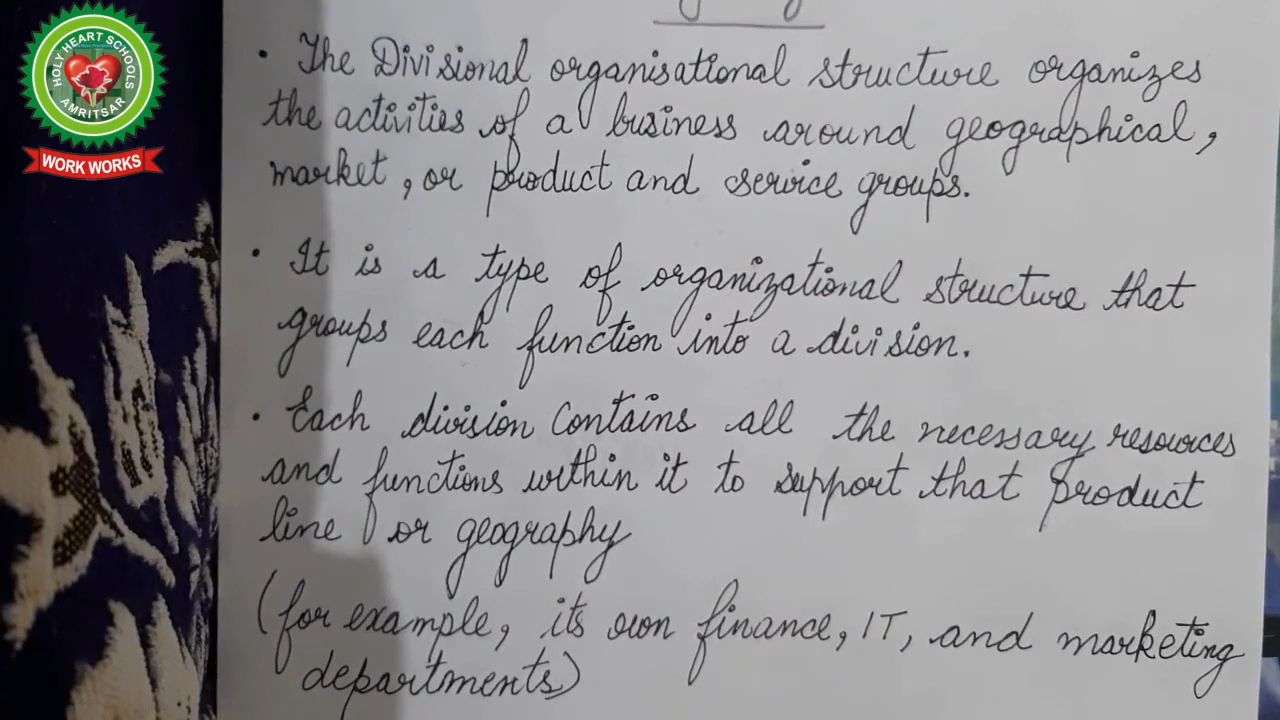 HOLY HEART SCHOOLS
AMRITSAR
WORK WORKS
• The Divisional organisational structure organizes
the activities of a business around geographical,
market, or product and service groups.
• It is a type of organizational structure that
groups each function into a division.
• Each division contains all the necessary resources
and functions within it to support that product
line or geography
(for example, its own finance, IT, and marketing
departments)